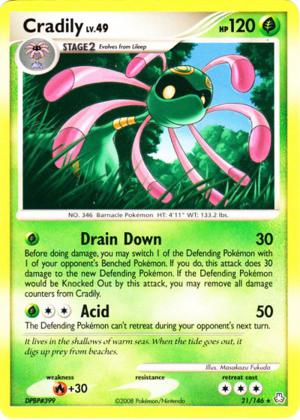 Cradily LV.49
HP 120
STAGE 2 Evolves from Lileep
NO. 346 Barnacle Pokémon HT: 4'11" WT: 133.2 lbs.
Drain Down 30
Before doing damage, you may switch 1 of the Defending Pokémon with
1 of your opponent's Benched Pokémon. If you do, this attack does 30
damage to the new Defending Pokémon. If the Defending Pokémon
would be Knocked Out by this attack, you may remove all damage
counters from Cradily.
Acid 50
The Defending Pokémon can't retreat during your opponent's next turn.
Illus. Masakazu Fukuda
It lives in the shallows of warm seas. When the tide goes out, it
digs up prey from beaches.
weakness resistance retreat cost
+30
DPBP#399 ©2008 Pokémon/Nintendo 21/146 ★